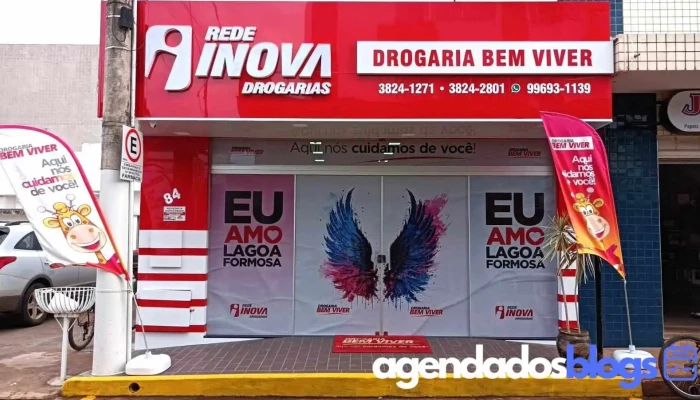 REDE
INOVA
DROGARIAS
DROGARIA BEM VIVER
3824-1271 • 3824-2801 99693-1139
Aqui nós cuidamos de você!
DROGARIA
BEM VIVER
Aqui nós
cuidamos
de você!
E
84
EU
AMO
LAGOA
FORMOSA
INOVA
DROGARIA
BEM VIVER
DROGARIA
BEM VIVER
EU
AMO
LAGOA
FORMOSA
INOVA
DROGARIA
BEM VIVER
Aqui nós
cuidamos
de você!
agendadosblogs